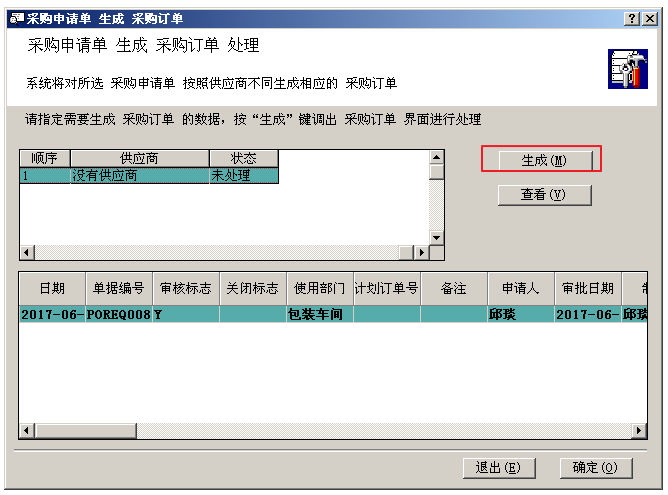 采购申请单 生成 采购订单
采购申请单 生成 采购订单 处理
系统将对所选 采购申请单 按照供应商不同生成相应的 采购订单
请指定需要生成 采购订单 的数据，按“生成”键调出 采购订单 界面进行处理
顺序 供应商 状态
1 没有供应商 未处理
生成(M)
查看(V)
日期 单据编号 审核标志 关闭标志 使用部门 计划订单号 备注 申请人 审批日期
2017-06- POREQ008 Y 包装车间 邱琰 2017-06- 邱琰
退出(E) 确定(O)